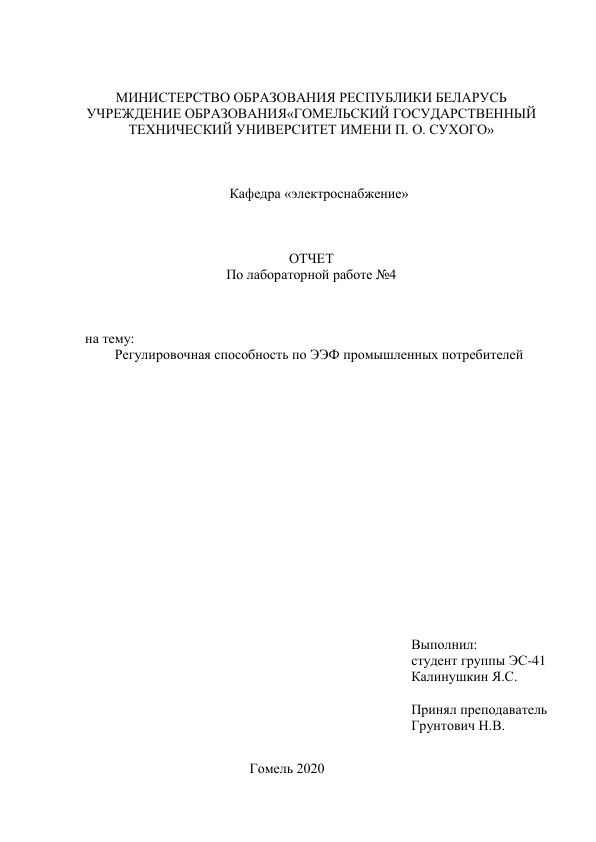 МИНИСТЕРСТВО ОБРАЗОВАНИЯ РЕСПУБЛИКИ БЕЛАРУСЬ
УЧРЕЖДЕНИЕ ОБРАЗОВАНИЯ«ГОМЕЛЬСКИЙ ГОСУДАРСТВЕННЫЙ
ТЕХНИЧЕСКИЙ УНИВЕРСИТЕТ ИМЕНИ П. О. СУХОГО»
Кафедра «электроснабжение»
ОТЧЕТ
По лабораторной работе №4
на тему:
Регулировочная способность по ЭЭФ промышленных потребителей
Выполнил:
студент группы ЭС-41
Калинушкин Я.С.
Принял преподаватель
Грунтович Н.В.
Гомель 2020